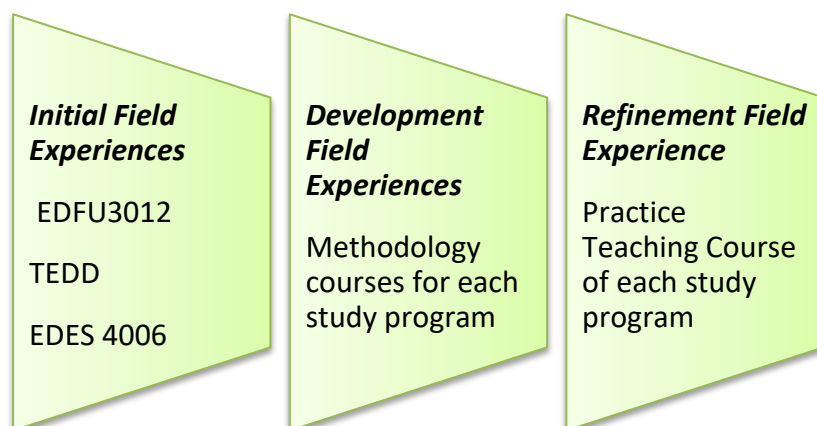 Initial Field
Experiences
EDFU3012
TEDD
EDES 4006
Development
Field
Experiences
Methodology
courses for each
study program
Refinement Field
Experience
Practice
Teaching Course
of each study
program